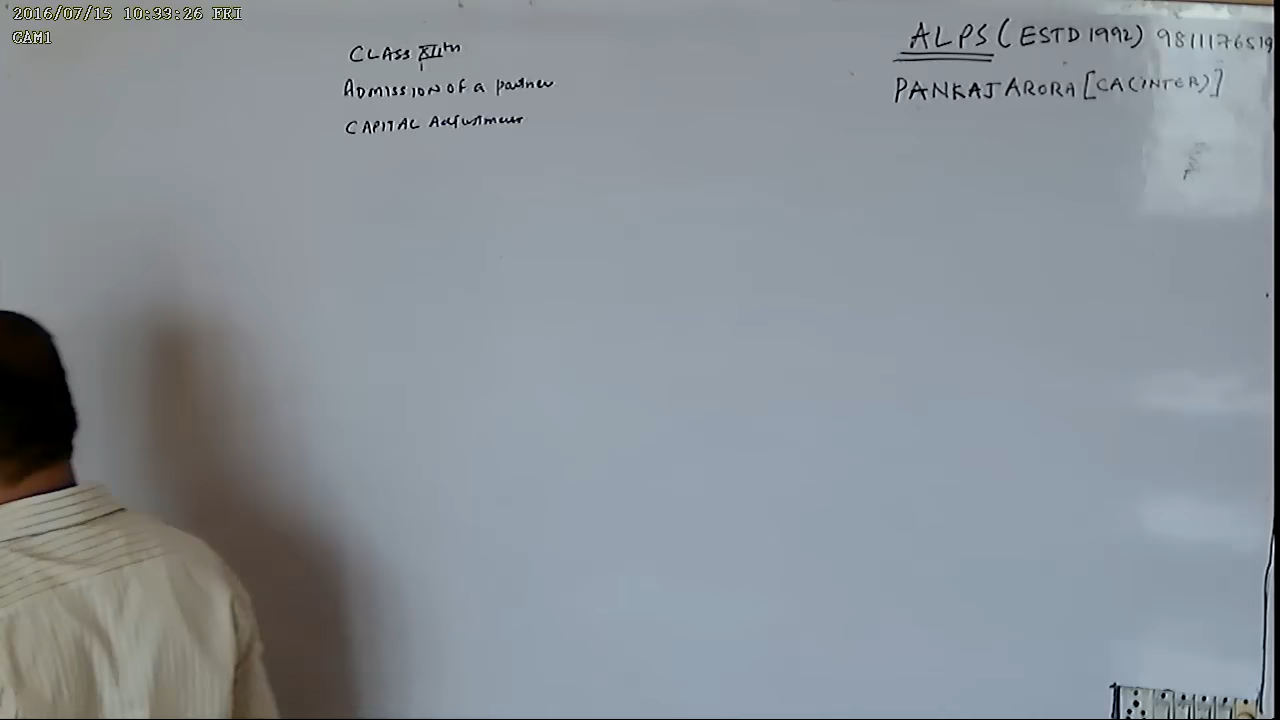 2016/07/15 10:39:26 FRI
CAM1
CLASS XIIth
ADMISSION OF a partner
CAPITAL Adjustment
ALPS (ESTD 1992) 9811176519
PANKAJ ARORA [CA(INTER)]